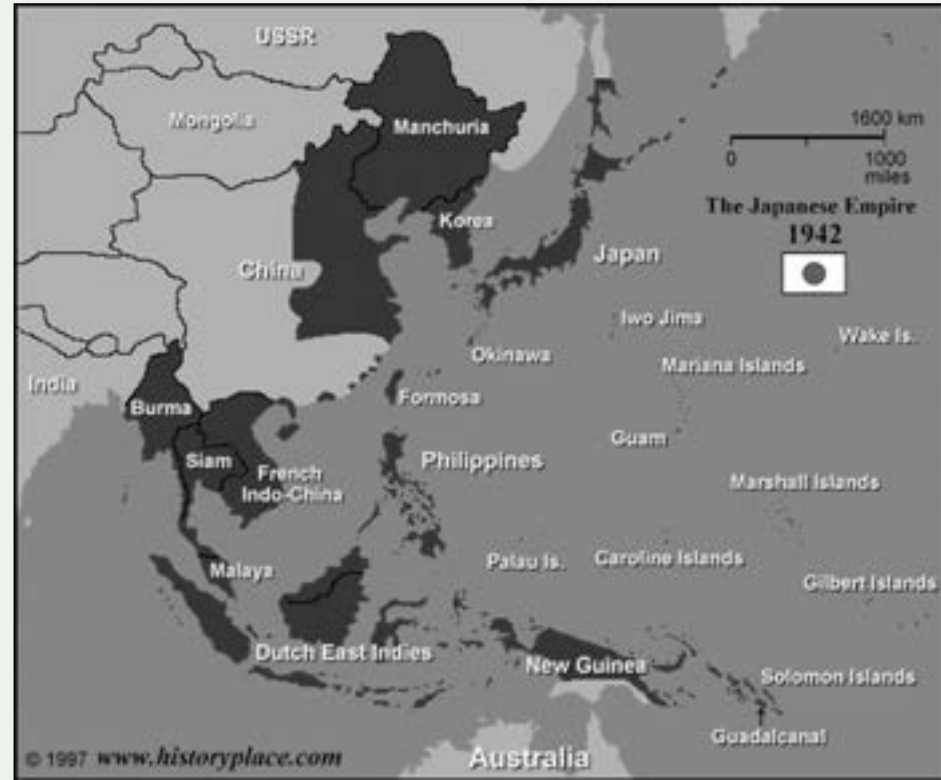 USSR
Mongolia
Manchuria
1600 km
0
1000
miles
The Japanese Empire
1942
Korea
Japan
China
Iwo Jima
Wake Is.
Okinawa
Mariana Islands
India
Formosa
Burma
Guam
Siam
Philippines
French
Indo-China
Marshall Islands
Palau Is.
Caroline Islands
Malaya
Gilbert Islands
Dutch East Indies
New Guinea
Solomon Islands
Guadalcanal
Australia
© 1997 www.historyplace.com